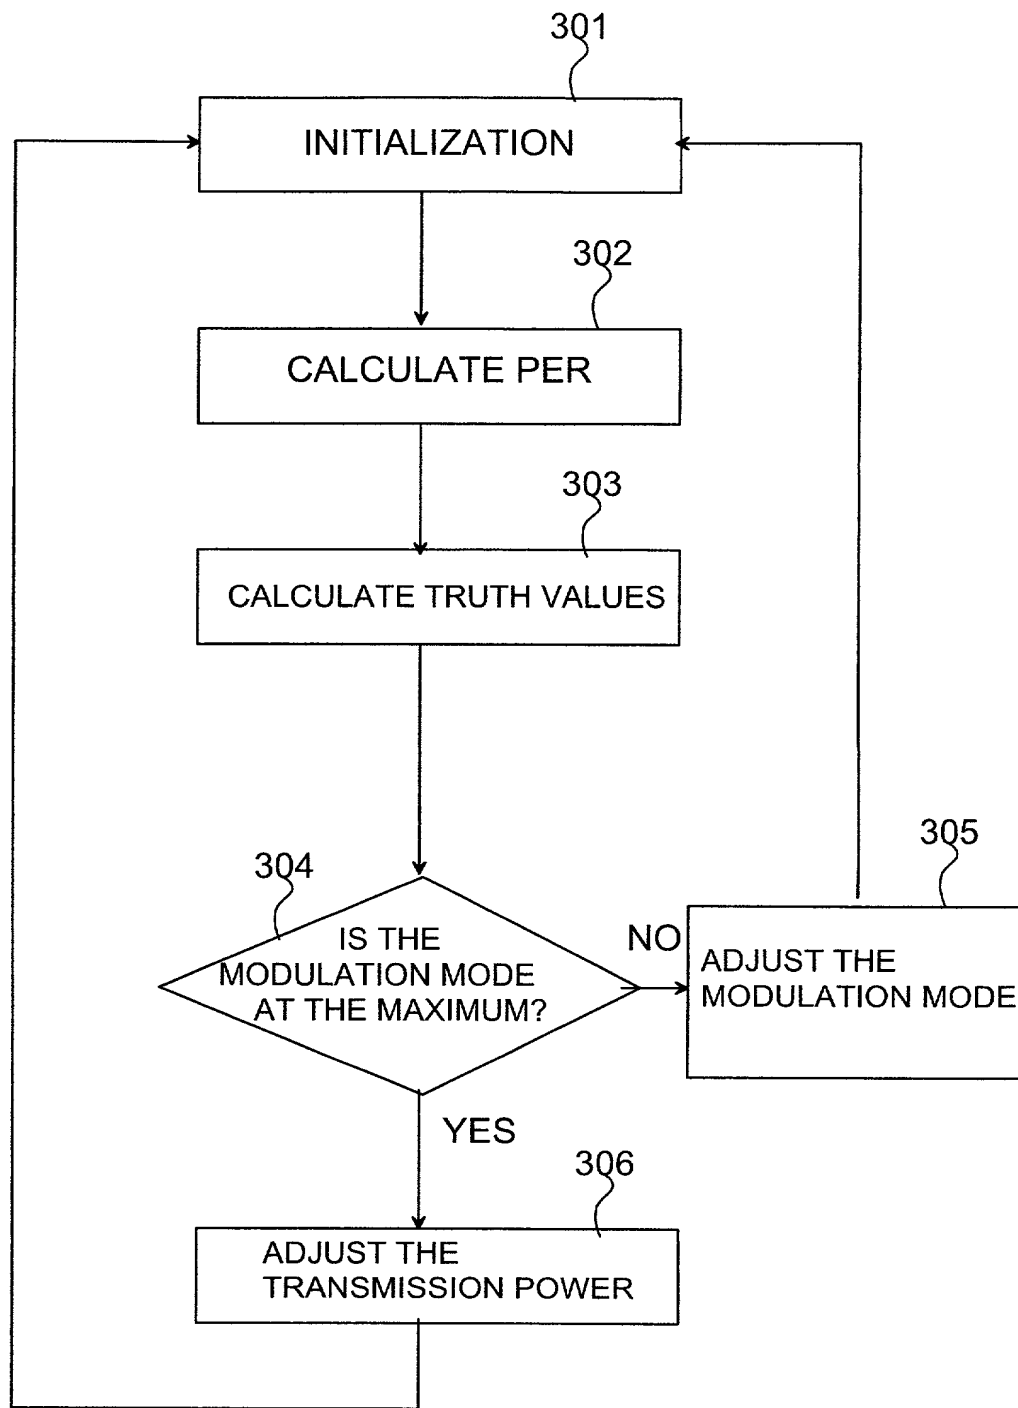 301
INITIALIZATION
302
CALCULATE PER
303
CALCULATE TRUTH VALUES
304
IS THE
MODULATION MODE
AT THE MAXIMUM?
NO
305
ADJUST THE
MODULATION MODE
YES
306
ADJUST THE
TRANSMISSION POWER